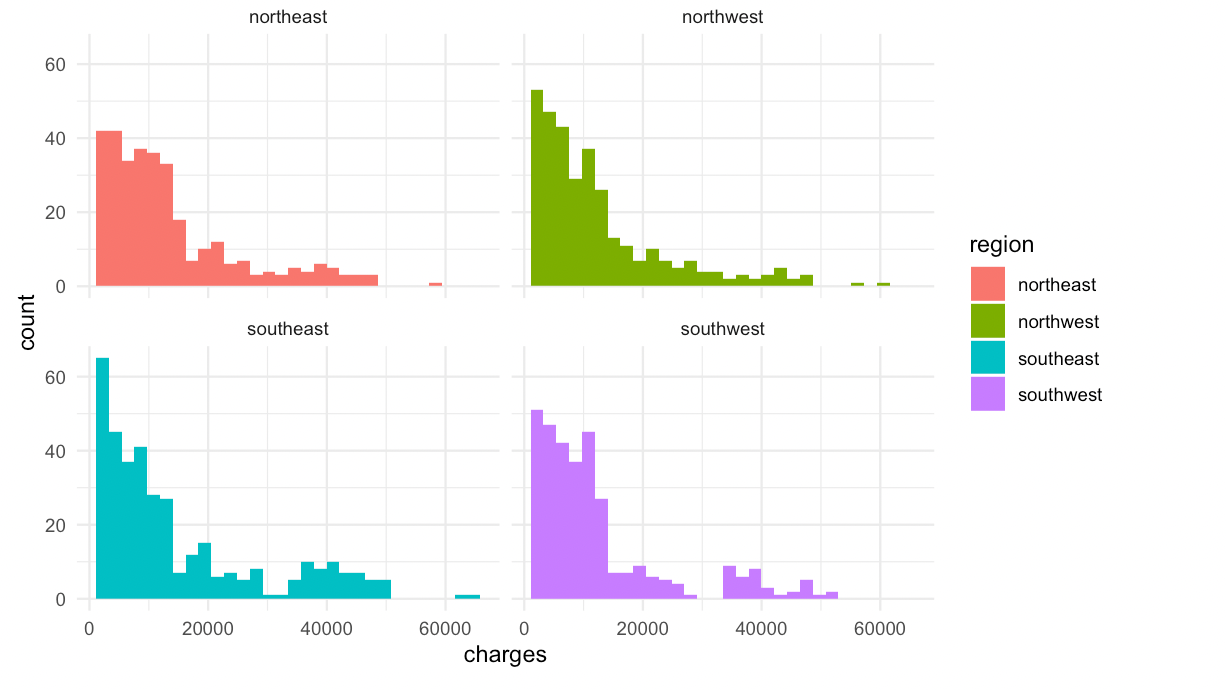 northeast
northwest
60
40
20
0
southeast
southwest
60
40
20
0
0
20000
40000
60000
0
20000
40000
60000
count
charges
region
northeast
northwest
southeast
southwest